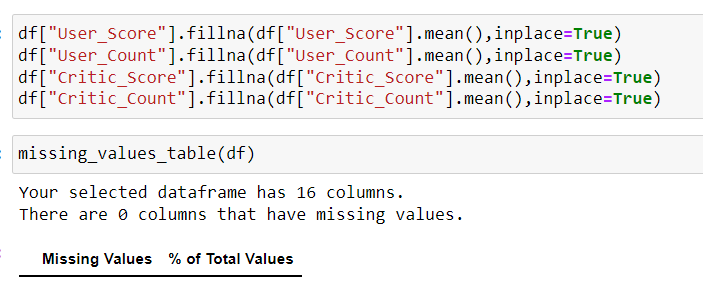 df["User_Score"].fillna(df["User_Score"].mean(),inplace=True)
df["User_Count"].fillna(df["User_Count"].mean(),inplace=True)
df["Critic_Score"].fillna(df["Critic_Score"].mean(),inplace=True)
df["Critic_Count"].fillna(df["Critic_Count"].mean(),inplace=True)
missing_values_table(df)
Your selected dataframe has 16 columns.
There are 0 columns that have missing values.
Missing Values % of Total Values